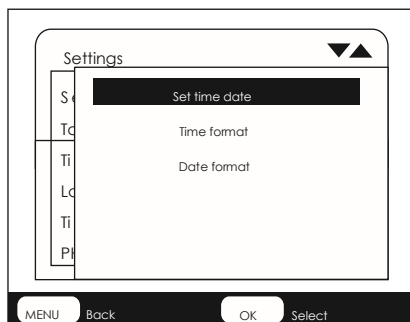 Settings
Set time date
Time format
Date format
MENU Back OK Select